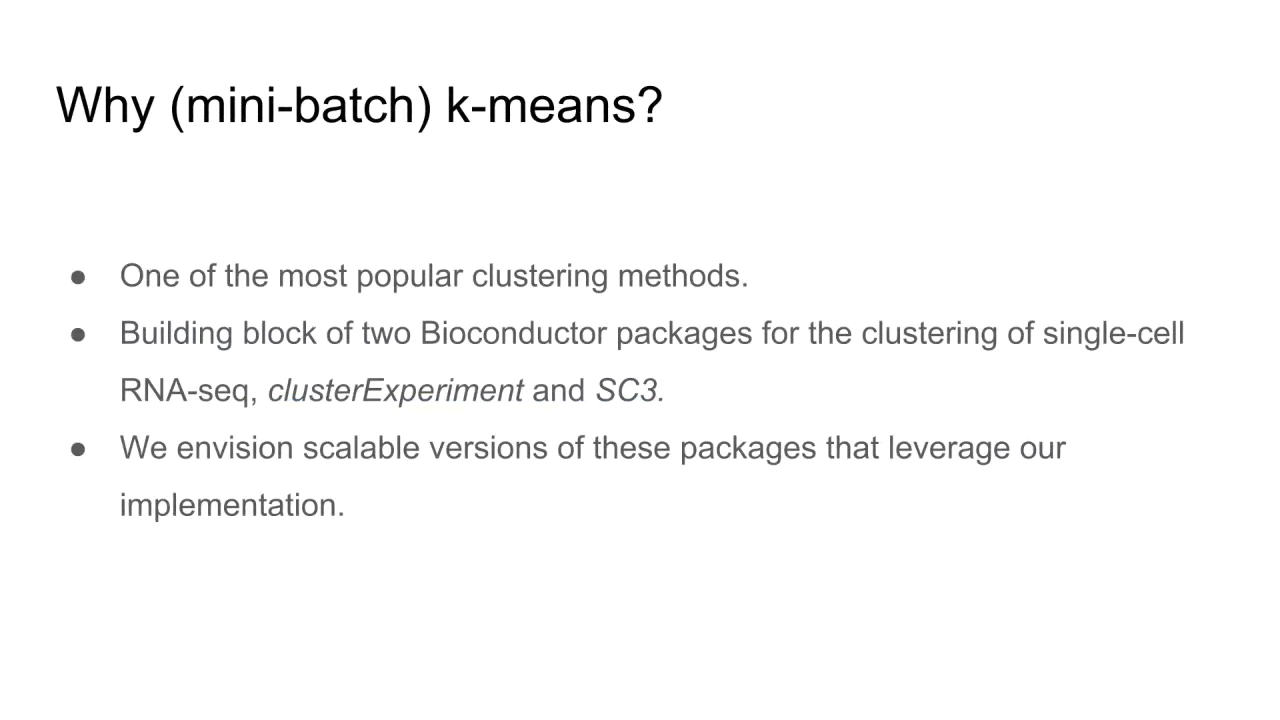 Why (mini-batch) k-means?
● One of the most popular clustering methods.
● Building block of two Bioconductor packages for the clustering of single-cell
RNA-seq, clusterExperiment and SC3.
● We envision scalable versions of these packages that leverage our
implementation.